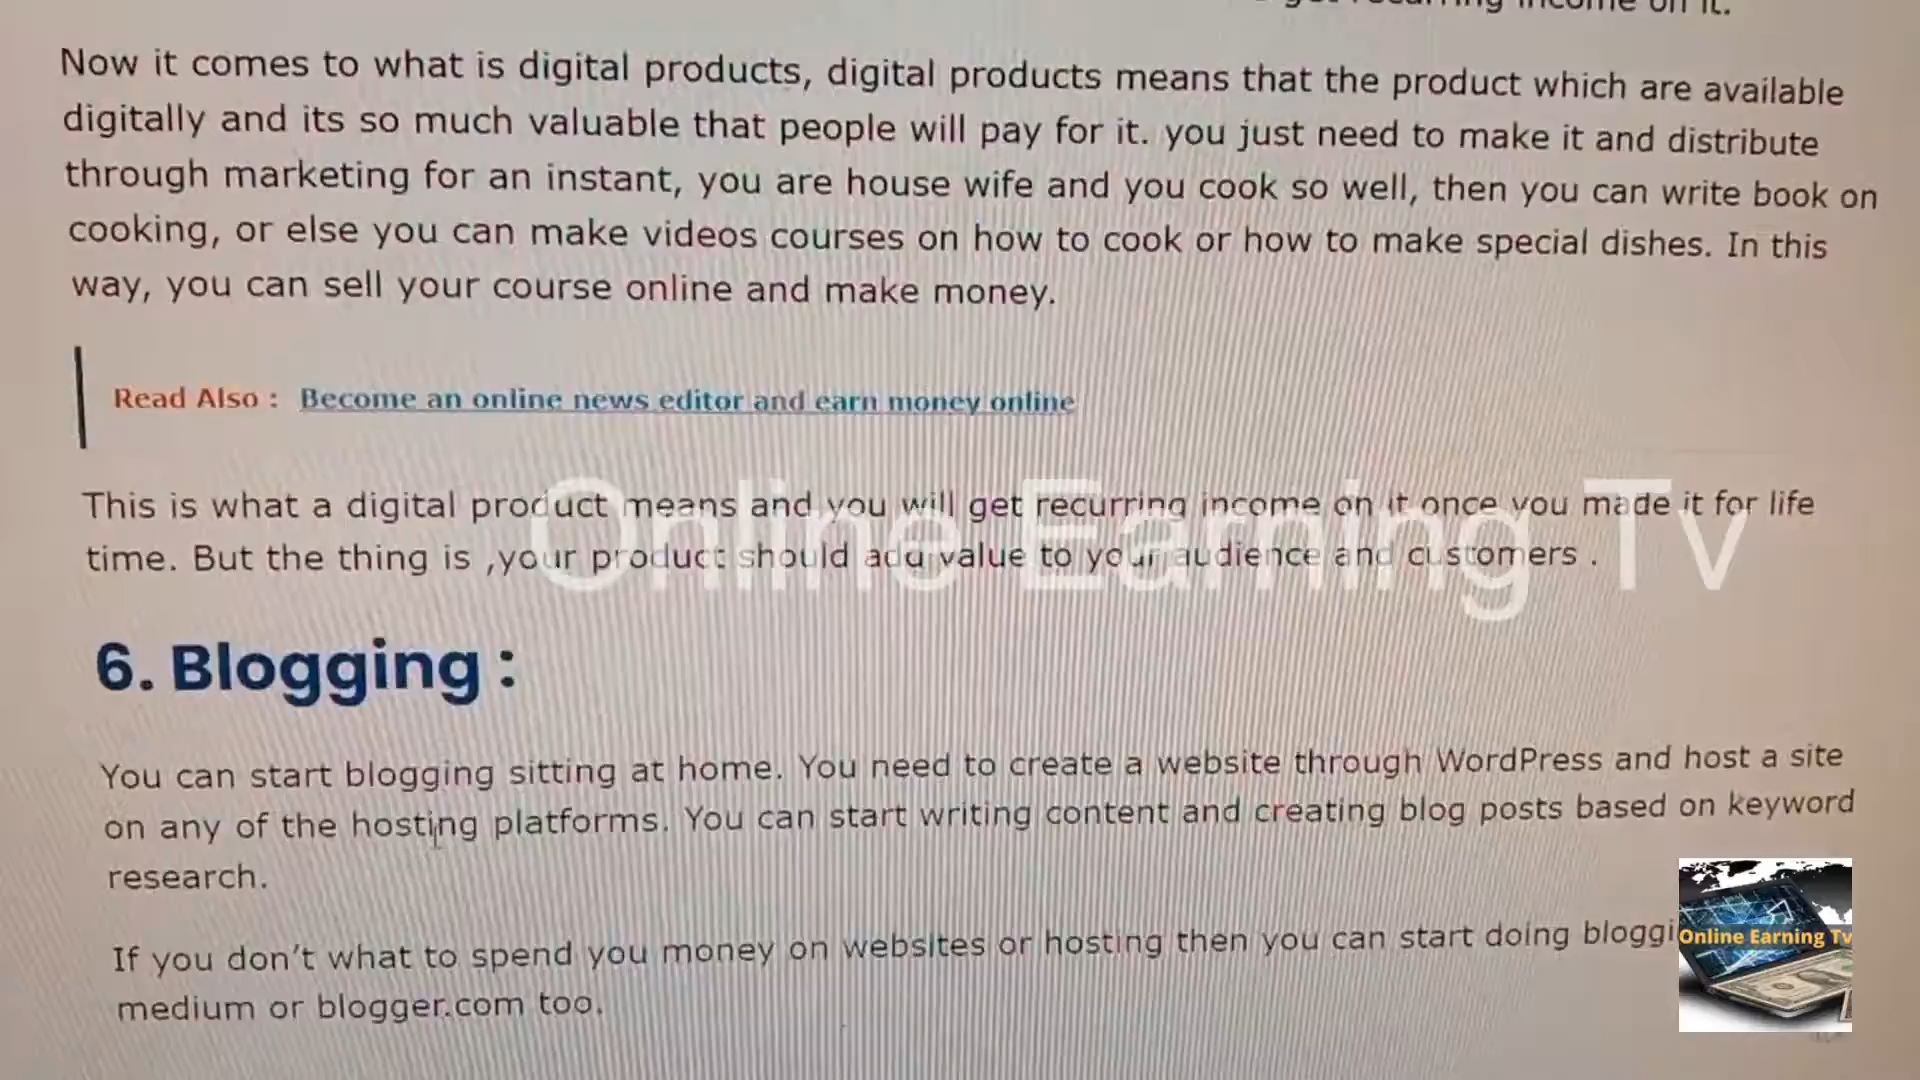 recurring income on it.
Now it comes to what is digital products, digital products means that the product which are available
digitally and its so much valuable that people will pay for it. you just need to make it and distribute
through marketing for an instant, you are house wife and you cook so well, then you can write book on
cooking, or else you can make videos courses on how to cook or how to make special dishes. In this
way, you can sell your course online and make money.
Read Also : Become an online news editor and earn money online
This is what a digital product means and you will get recurring income on it once you made it for life
time. But the thing is ,your product should add value to your audience and customers .
Online Earning Tv
6. Blogging :
You can start blogging sitting at home. You need to create a website through WordPress and host a site
on any of the hosting platforms. You can start writing content and creating blog posts based on keyword
research.
If you don't what to spend you money on websites or hosting then you can start doing
medium or blogger.com too.
Online Earning Tv